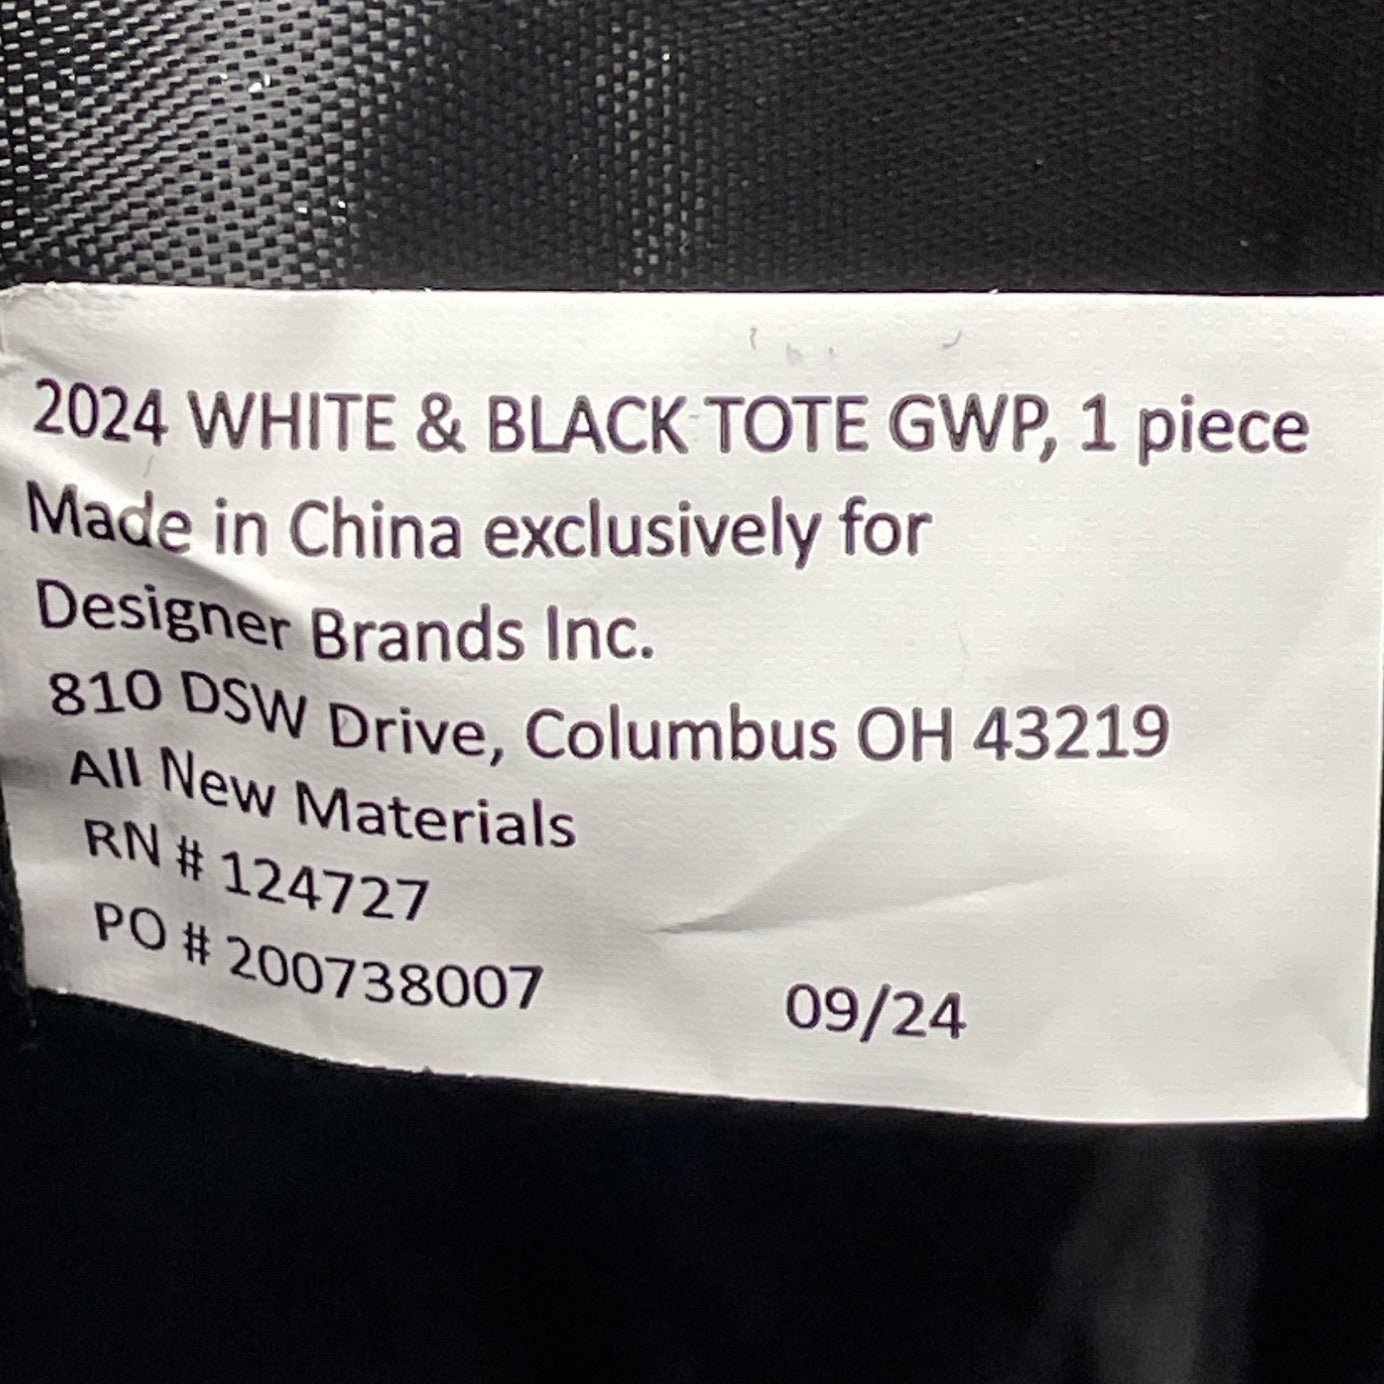 2024 WHITE & BLACK TOTE GWP, 1 piece
Made in China exclusively for
Designer Brands Inc.
810 DSW Drive, Columbus OH 43219
All New Materials
RN # 124727
PO # 200738007 09/24